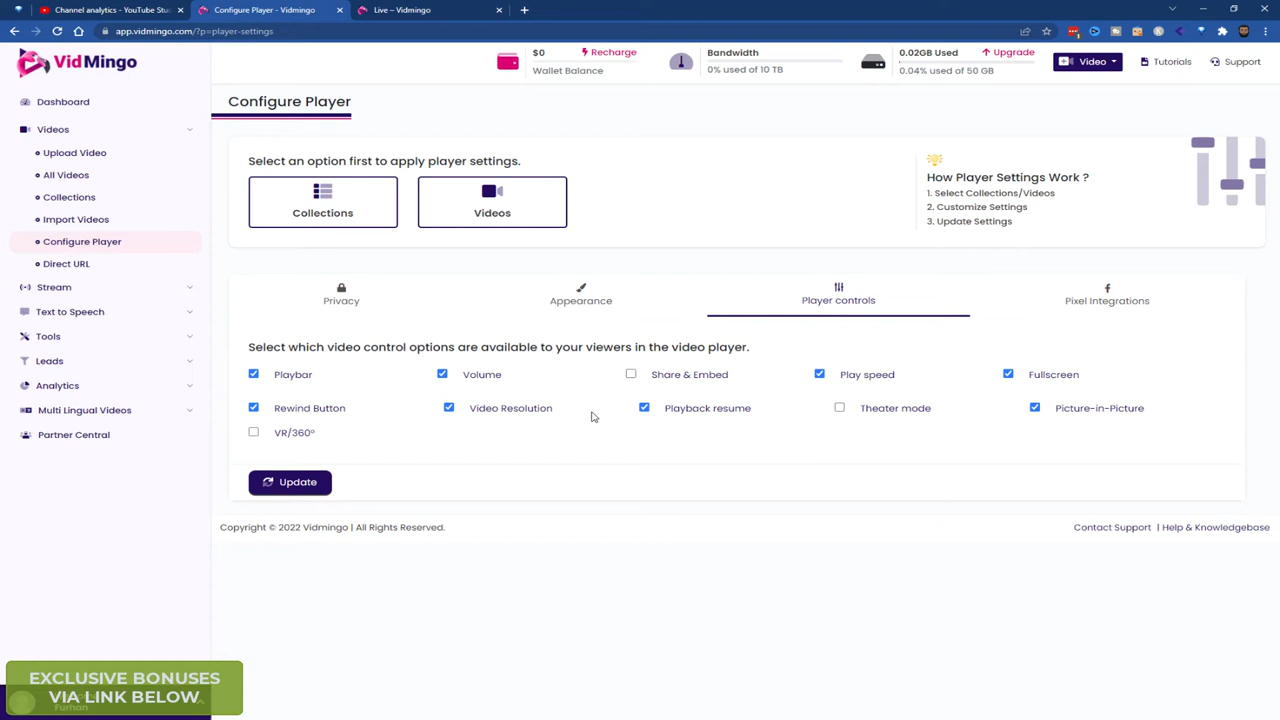 Channel analytics - YouTube Stu
Configure Player - Vidmingo
Live – Vidmingo
app.vidmingo.com/?p=player-settings
VidMingo
$0
Recharge
Wallet Balance
Bandwidth
0% used of 10 TB
0.02GB Used
Upgrade
0.04% used of 50 GB
Video
Tutorials
Support
Dashboard
Videos
Upload Video
All Videos
Collections
Import Videos
Configure Player
Direct URL
Stream
Text to Speech
Tools
Leads
Analytics
Multi Lingual Videos
Partner Central
Configure Player
Select an option first to apply player settings.
Collections
Videos
How Player Settings Work ?
1. Select Collections/Videos
2. Customize Settings
3. Update Settings
Privacy
Appearance
Player controls
Pixel Integrations
Select which video control options are available to your viewers in the video player.
Playbar
Volume
Share & Embed
Play speed
Fullscreen
Rewind Button
Video Resolution
Playback resume
Theater mode
Picture-in-Picture
VR/360º
Update
Copyright © 2022 Vidmingo | All Rights Reserved.
Contact Support | Help & Knowledgebase
EXCLUSIVE BONUSES
VIA LINK BELOW
Furhan